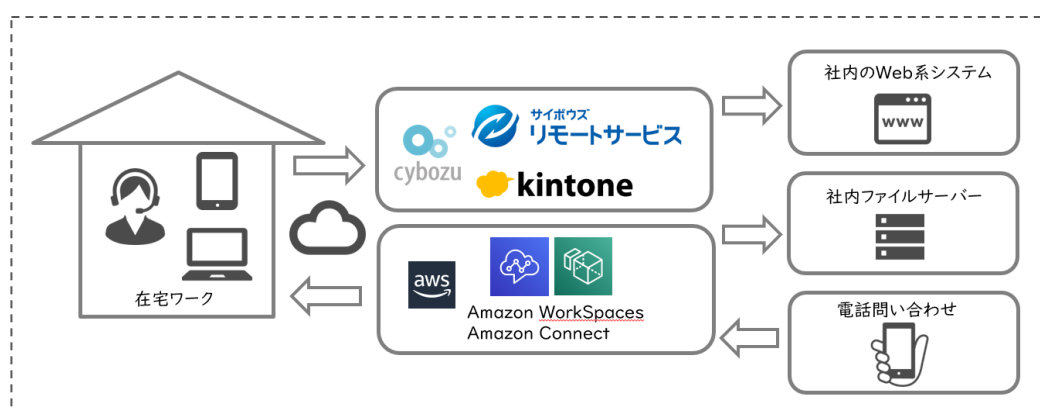 在宅ワーク
cybozu
サイボウズ
リモートサービス
kintone
aws
Amazon WorkSpaces
Amazon Connect
社内のWeb系システム
www
社内ファイルサーバー
電話問い合わせ